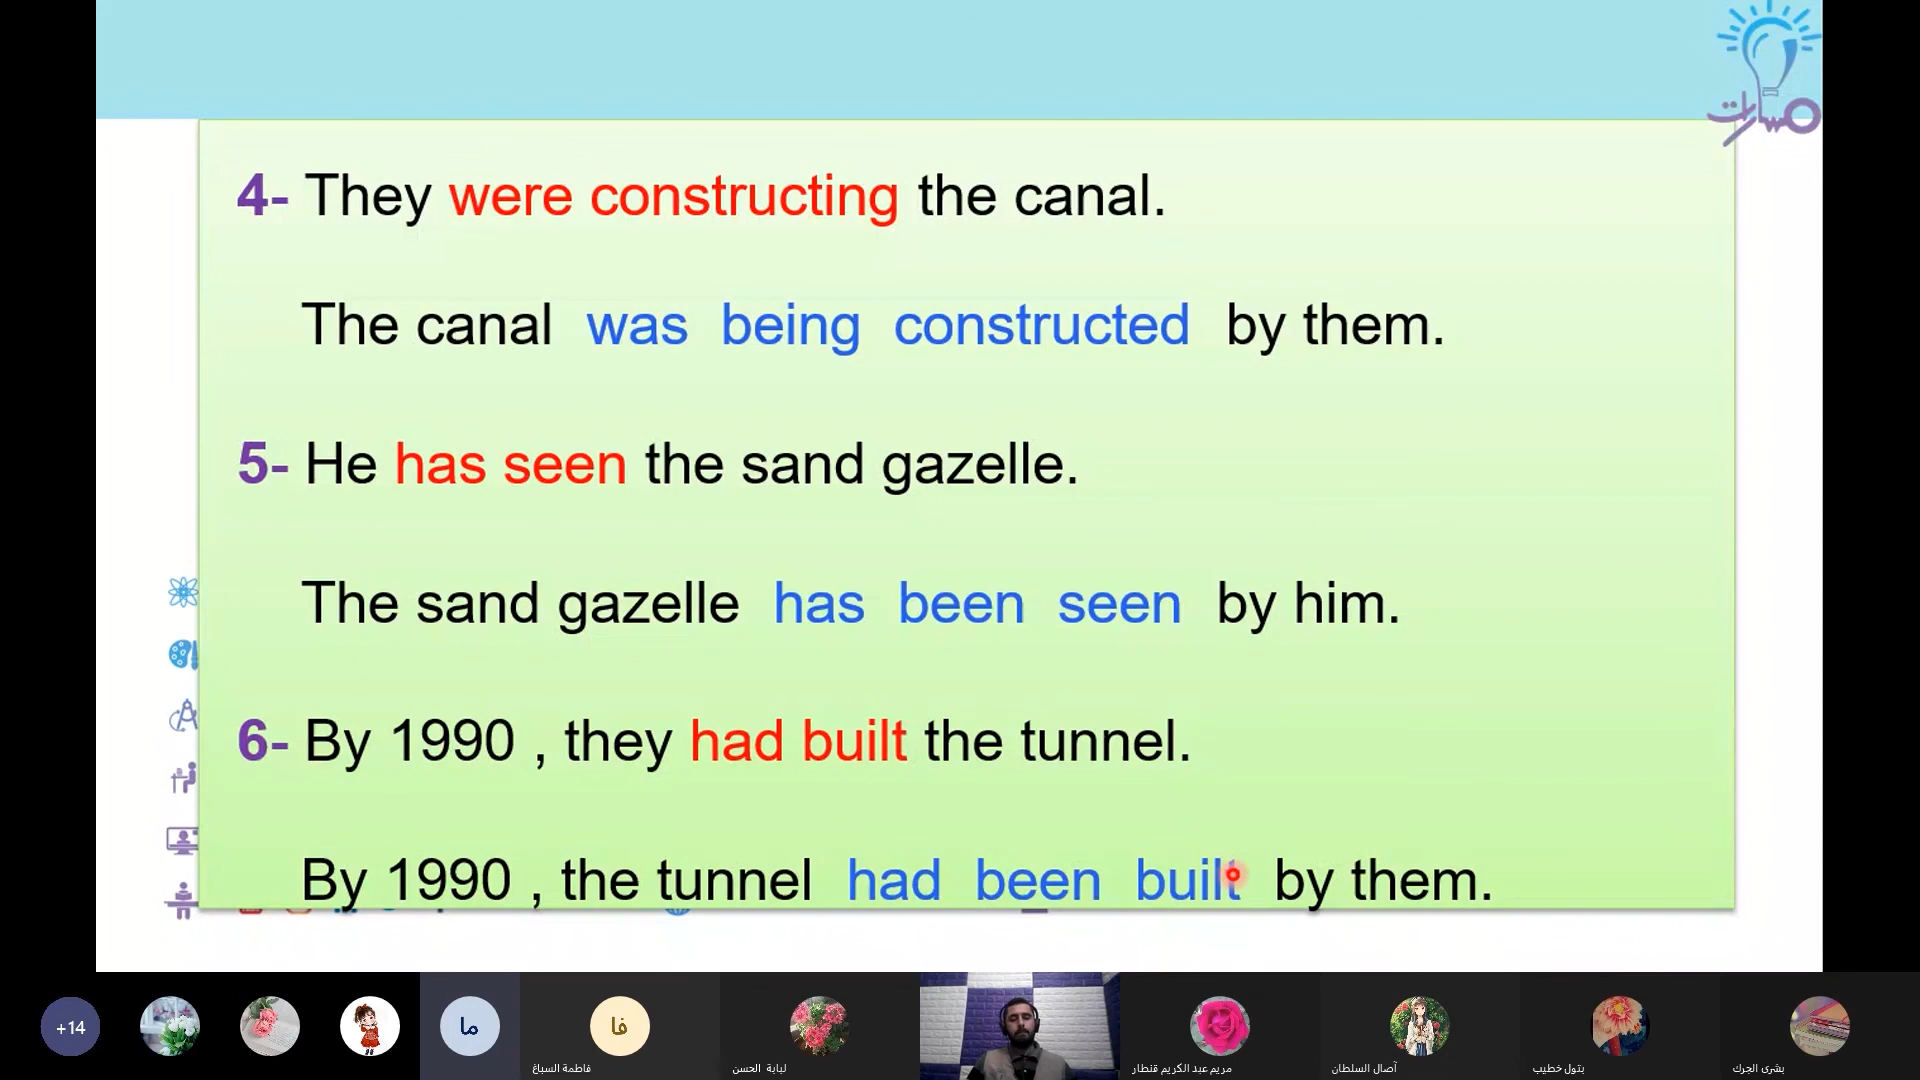 مسارات
4- They were constructing the canal.
The canal was being constructed by them.
5- He has seen the sand gazelle.
The sand gazelle has been seen by him.
6- By 1990 , they had built the tunnel.
By 1990 , the tunnel had been built by them.
+14
ما
فا
فاطمة السباغ
لبابة الحسن
مريم عبد الكريم قنطار
آصال السلطان
بتول خطيب
بشرى الجرك